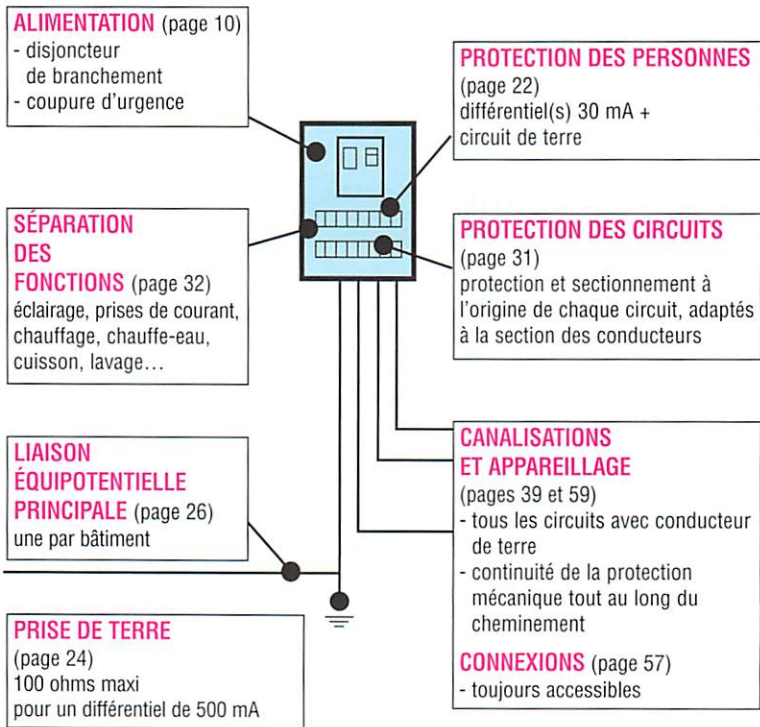 ALIMENTATION (page 10)
- disjoncteur
de branchement
- coupure d'urgence
PROTECTION DES PERSONNES
(page 22)
différentiel(s) 30 mA +
circuit de terre
SÉPARATION
DES
FONCTIONS (page 32)
éclairage, prises de courant,
chauffage, chauffe-eau,
cuisson, lavage...
PROTECTION DES CIRCUITS
(page 31)
protection et sectionnement à
l'origine de chaque circuit, adaptés
à la section des conducteurs
LIAISON
ÉQUIPOTENTIELLE
PRINCIPALE (page 26)
une par bâtiment
CANALISATIONS
ET APPAREILLAGE
(pages 39 et 59)
- tous les circuits avec conducteur
de terre
- continuité de la protection
mécanique tout au long du
cheminement
CONNEXIONS (page 57)
- toujours accessibles
PRISE DE TERRE
(page 24)
100 ohms maxi
pour un différentiel de 500 mA